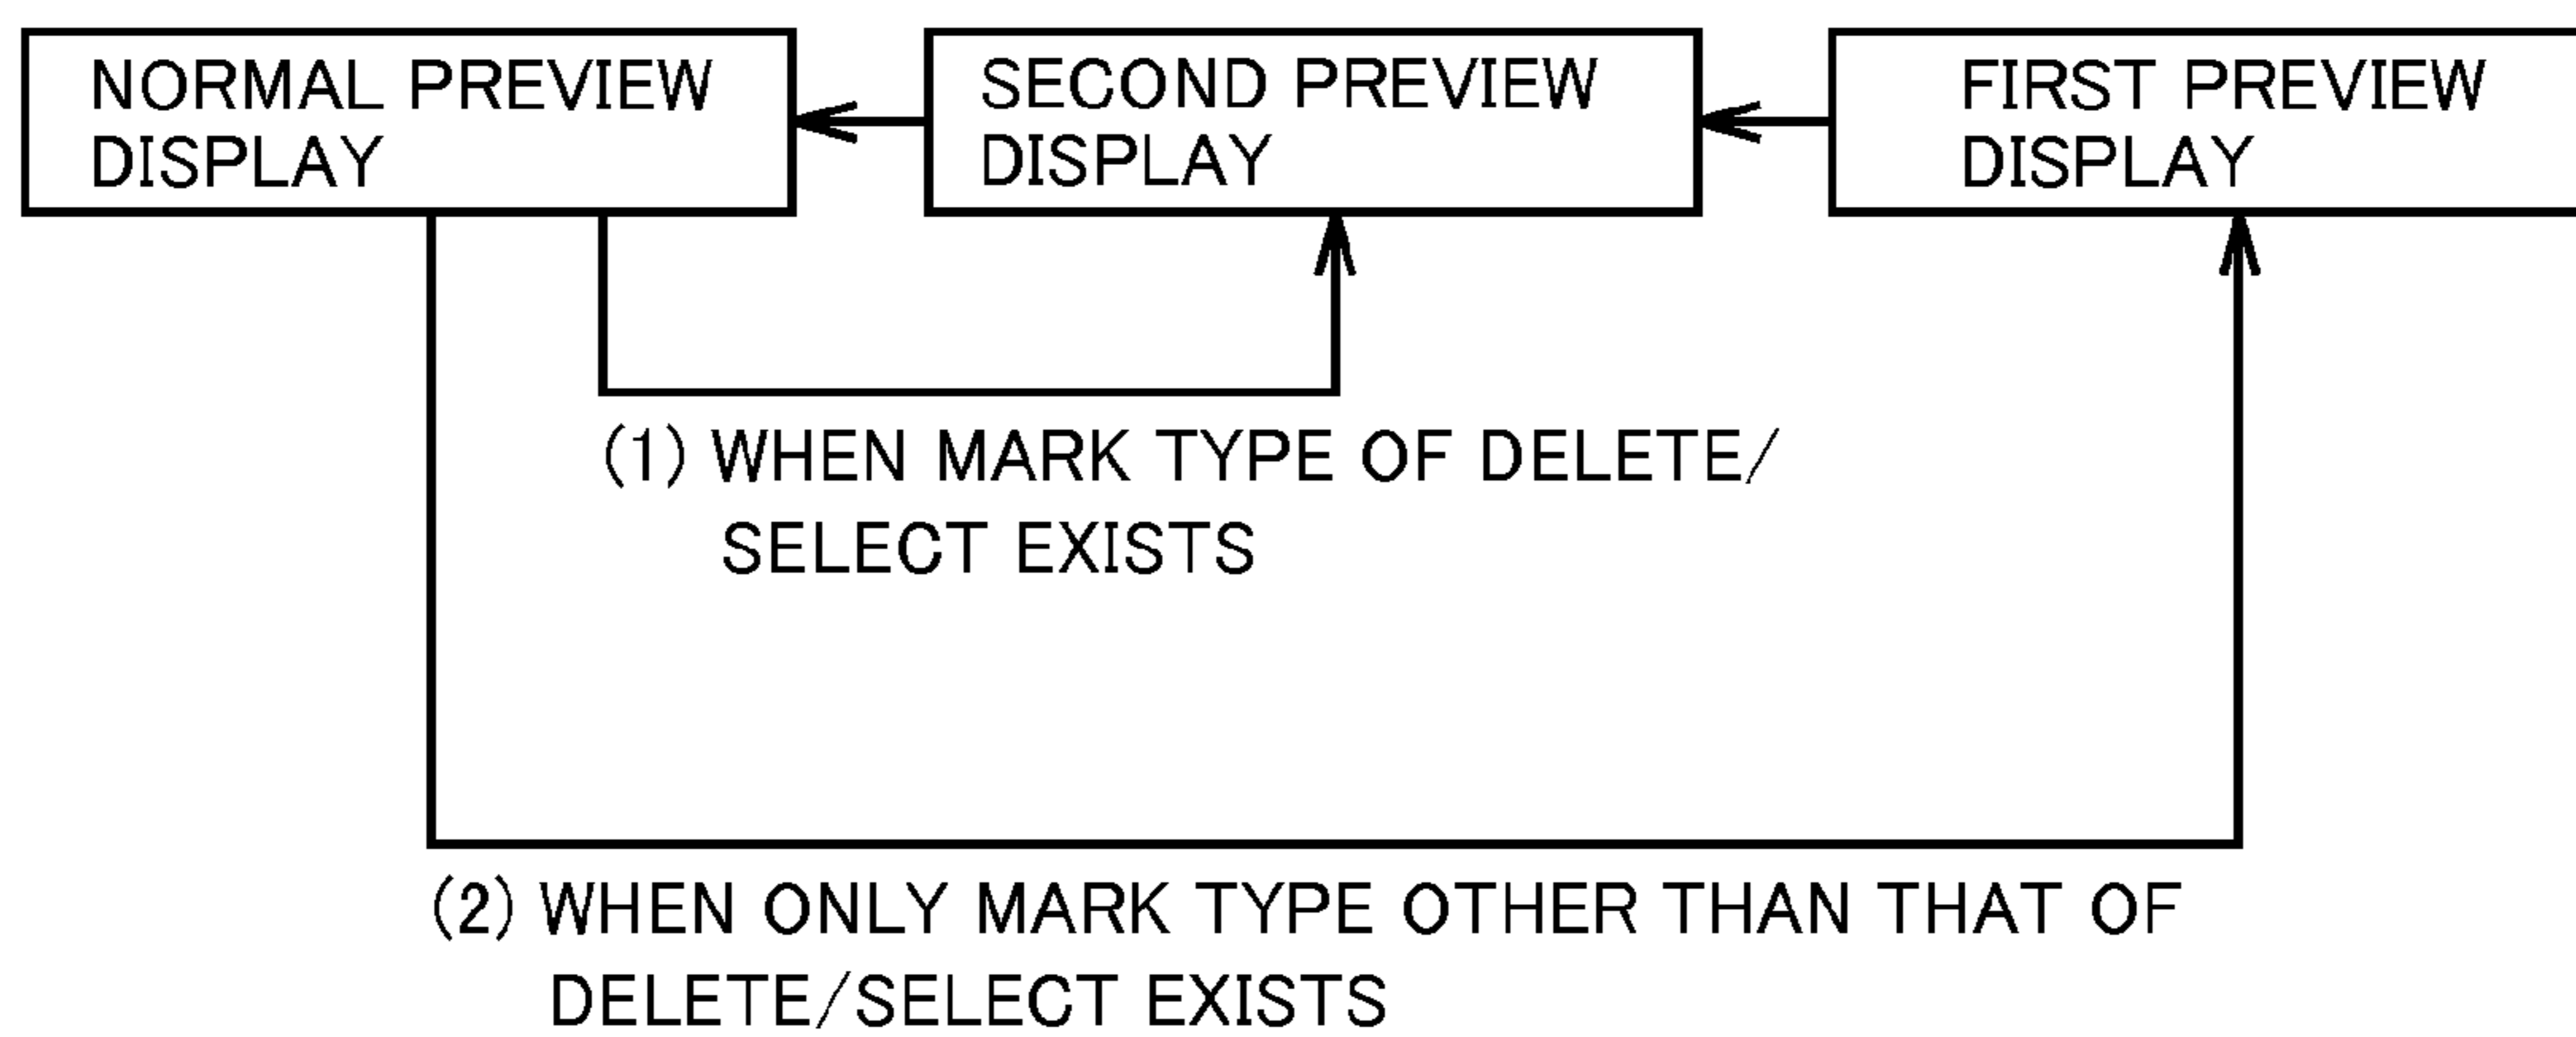 NORMAL PREVIEW
DISPLAY
SECOND PREVIEW
DISPLAY
FIRST PREVIEW
DISPLAY
(1) WHEN MARK TYPE OF DELETE/
SELECT EXISTS
(2) WHEN ONLY MARK TYPE OTHER THAN THAT OF
DELETE/SELECT EXISTS